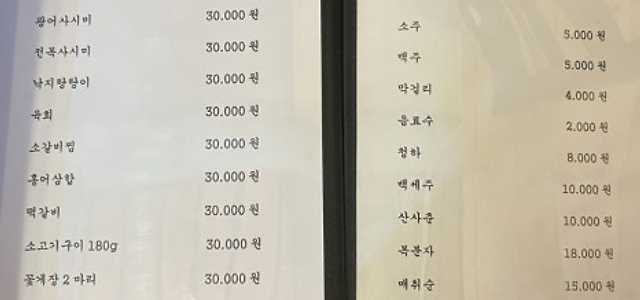 광어사시미 30.000 원
전복사시미 30.000 원
낙지탕탕이 30.000 원
육회 30.000 원
소갈비찜 30.000 원
홍어삼합 30.000 원
떡갈비 30.000 원
소고기구이 180g 30.000 원
꽃게장 2 마리 30.000 원
소주 5.000 원
맥주 5.000 원
막걸리 4.000 원
음료수 2.000 원
청하 8.000 원
백세주 10.000 원
산사춘 10.000 원
복분자 18.000 원
매취순 15.000 원